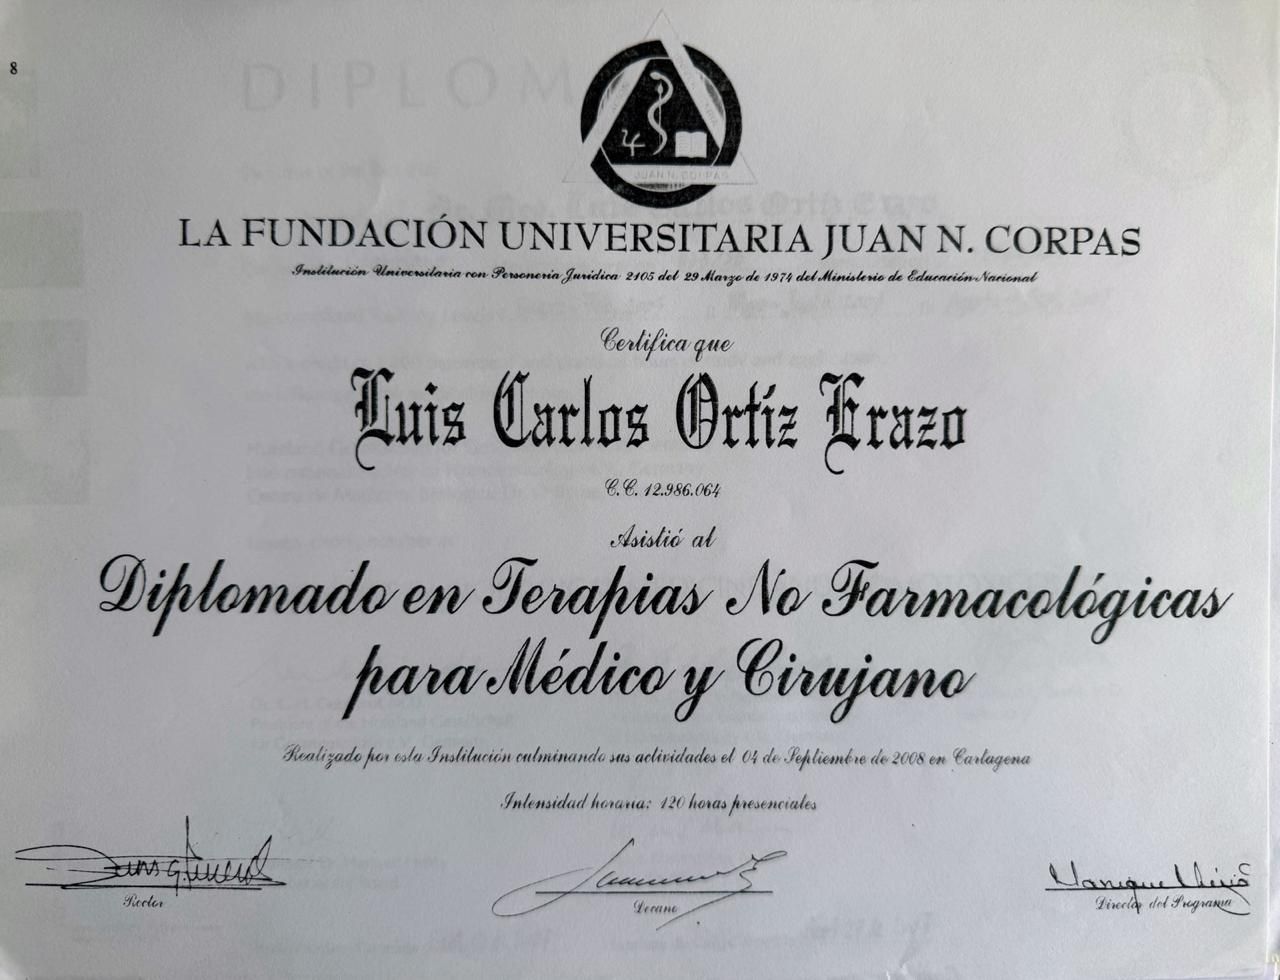 8
JUAN N. CORPAS
LA FUNDACIÓN UNIVERSITARIA JUAN N. CORPAS
Institución Universitaria con Personería Jurídica 2105 del 29 Marzo de 1974 del Ministerio de Educación Nacional
Certifica que
Luis Carlos Ortíz Erazo
C.C. 12.986.064
Asistió al
Diplomado en Terapias No Farmacológicas
para Médico y Cirujano
Realizado por esta Institución culminando sus actividades el 04 de Septiembre de 2008 en Cartagena
Intensidad horaria: 120 horas presenciales
Rector
Decano
Director del Programa